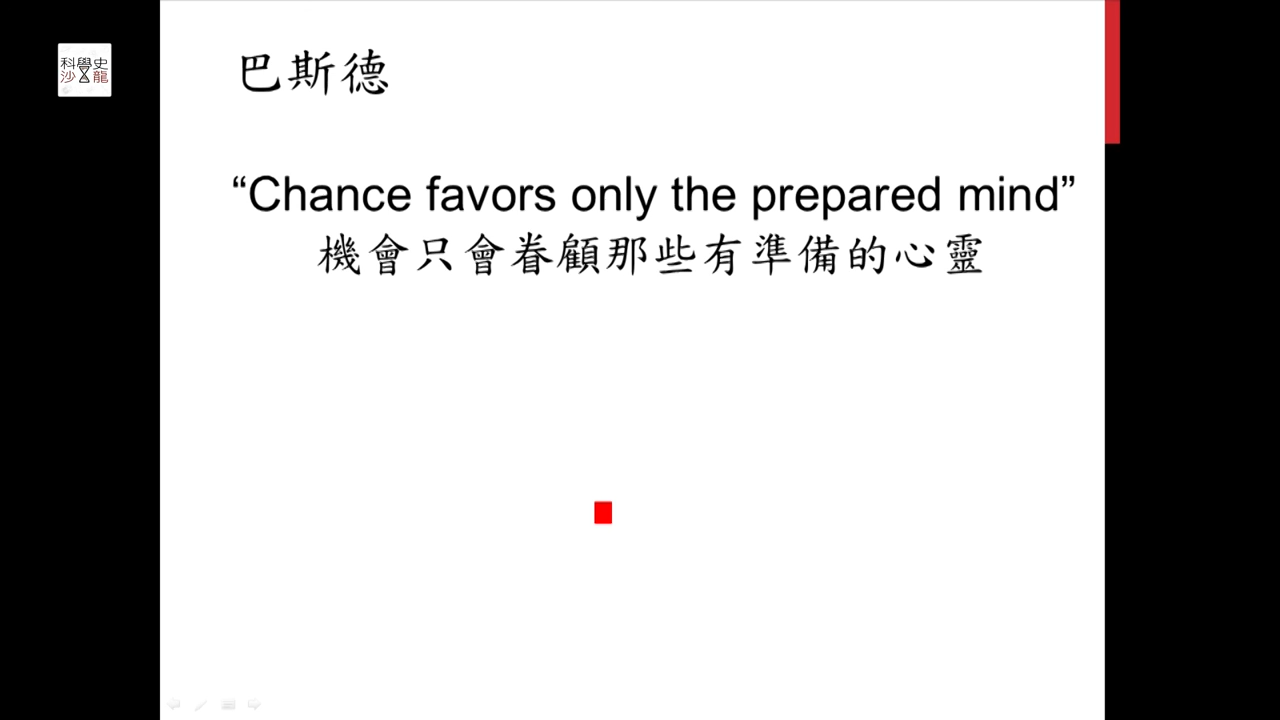 科學史
沙龍
巴斯德
“Chance favors only the prepared mind”
機會只會眷顧那些有準備的心靈